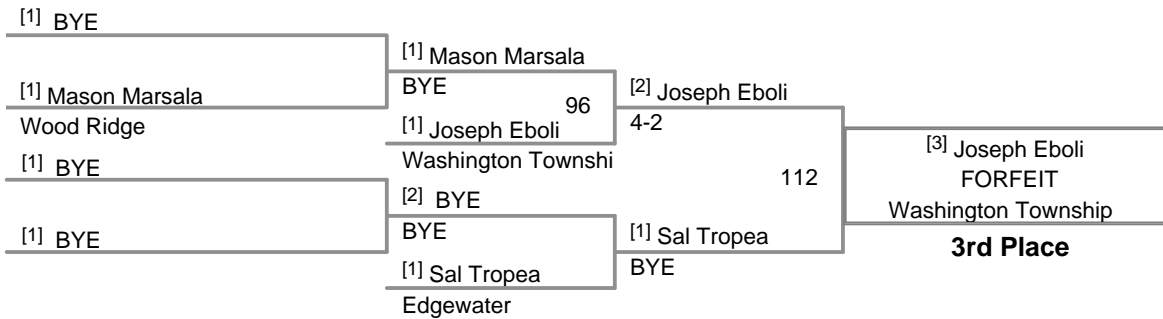 [1] BYE
[1] Mason Marsala
Wood Ridge
[1] BYE
[1] BYE
[1] Mason Marsala
BYE
96
[1] Joseph Eboli
Washington Townshi
[2] BYE
BYE
[1] Sal Tropea
Edgewater
[2] Joseph Eboli
4-2
112
[1] Sal Tropea
BYE
[3] Joseph Eboli
FORFEIT
Washington Township
3rd Place